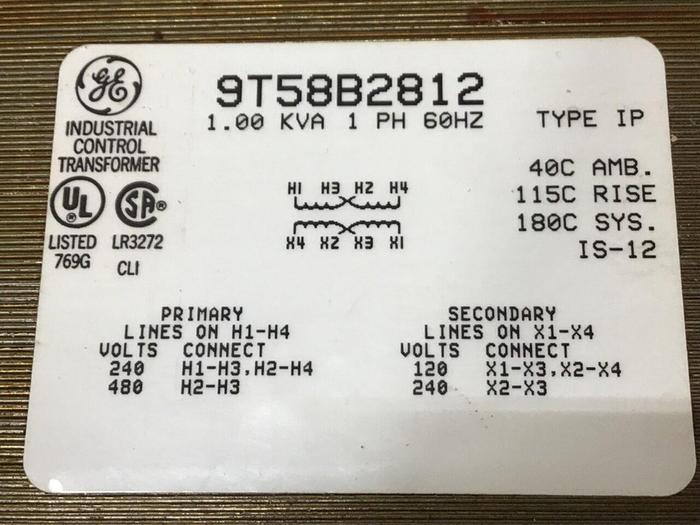 GE
9T58B2812
1.00 KVA 1 PH 60HZ TYPE IP
INDUSTRIAL
CONTROL
TRANSFORMER
UL SA
LISTED LR3272
769G CLI
40C AMB.
115C RISE
180C SYS.
IS-12
H1 H3 H2 H4
X4 X2 X3 X1
PRIMARY
LINES ON H1-H4
VOLTS CONNECT
240 H1-H3,H2-H4
480 H2-H3
SECONDARY
LINES ON X1-X4
VOLTS CONNECT
120 X1-X3,X2-X4
240 X2-X3